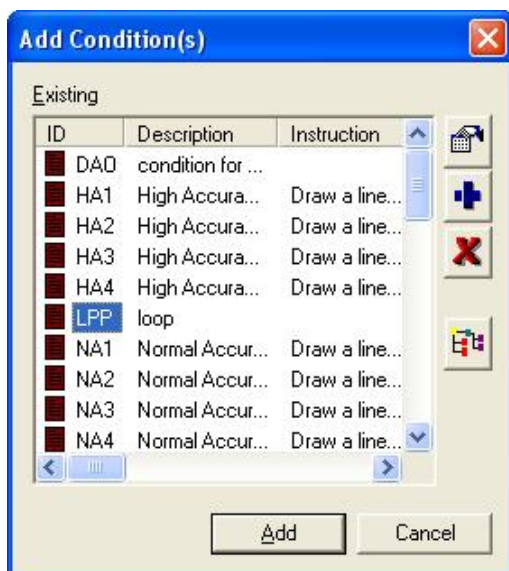 Add Condition(s)
Existing
ID Description Instruction
DAO condition for ...
HA1 High Accura... Draw a line...
HA2 High Accura... Draw a line...
HA3 High Accura... Draw a line...
HA4 High Accura... Draw a line...
LPP loop
NA1 Normal Accur... Draw a line...
NA2 Normal Accur... Draw a line...
NA3 Normal Accur... Draw a line...
NA4 Normal Accur... Draw a line...
Add Cancel